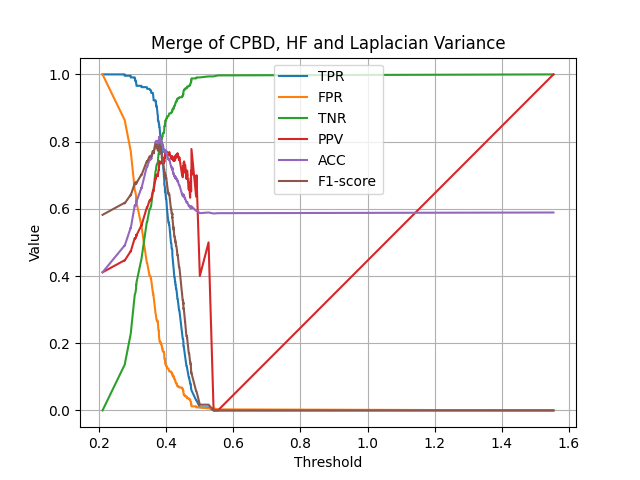 Merge of CPBD, HF and Laplacian Variance
Value
1.0
0.8
0.6
0.4
0.2
0.0
TPR
FPR
TNR
PPV
ACC
F1-score
0.2 0.4 0.6 0.8 1.0 1.2 1.4 1.6
Threshold